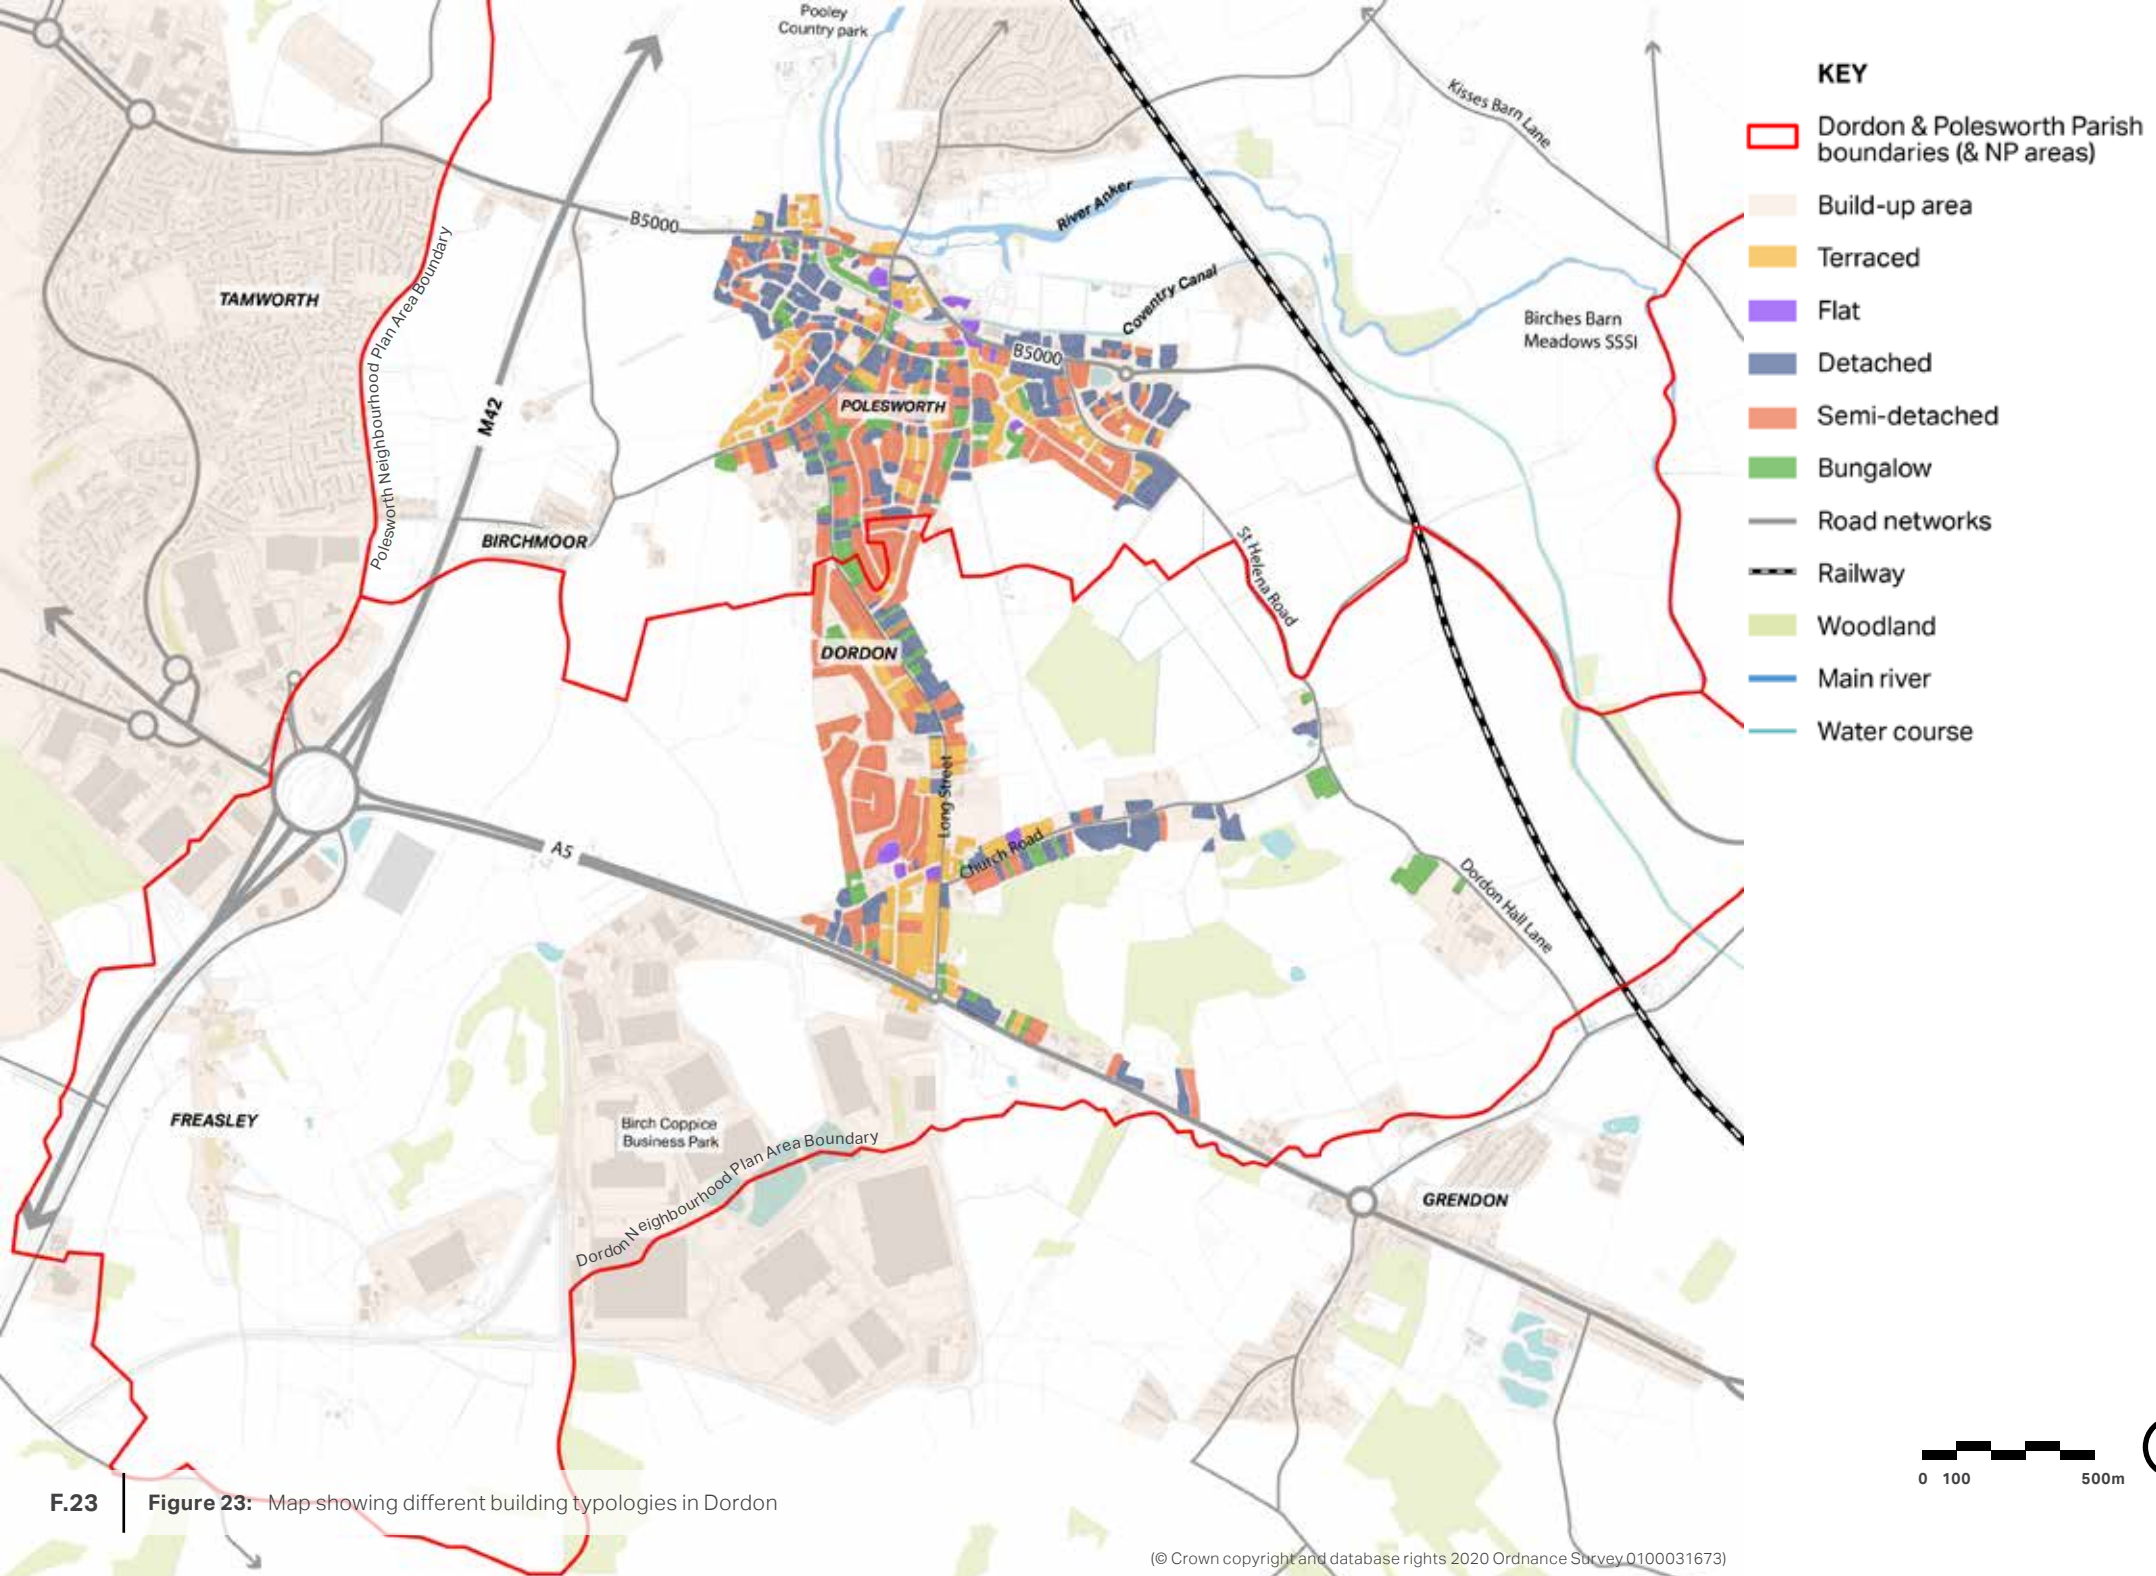 Pooley
Country park
Kisses Barn Lane
B5000
River Anker
TAMWORTH
Polesworth Neighbourhood Plan Area Boundary
Coventry Canal
Birches Barn
Meadows SSSI
B5000
M42
POLESWORTH
BIRCHMOOR
St Helena Road
DORDON
Long Street
A5
Church Road
Dordon Hall Lane
FREASLEY
Birch Coppice
Business Park
Dordon Neighbourhood Plan Area Boundary
GRENDON
KEY
Dordon & Polesworth Parish
boundaries (& NP areas)
Build-up area
Terraced
Flat
Detached
Semi-detached
Bungalow
Road networks
Railway
Woodland
Main river
Water course
0 100 500m
F.23
Figure 23: Map showing different building typologies in Dordon
(© Crown copyright and database rights 2020 Ordnance Survey 0100031673)